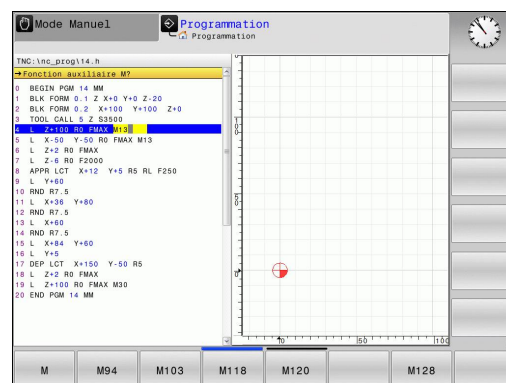 Mode Manuel
Programmation
Programmation
TNC:\nc_prog\14.h
→Fonction auxiliaire M?
0 BEGIN PGM 14 MM
1 BLK FORM 0.1 Z X+0 Y+0 Z-20
2 BLK FORM 0.2 X+100 Y+100 Z+0
3 TOOL CALL 5 Z S3500
4 L Z+100 R0 FMAX M13
5 L X-50 Y-50 R0 FMAX M13
6 L Z+2 R0 FMAX
7 L Z-6 R0 F2000
8 APPR LCT X+12 Y+5 R5 RL F250
9 L Y+60
10 RND R7.5
11 L X+36 Y+80
12 RND R7.5
13 L X+60
14 RND R7.5
15 L X+84 Y+60
16 L Y+5
17 DEP LCT X+150 Y-50 R5
18 L Z+2 R0 FMAX
19 L Z+100 R0 FMAX M30
20 END PGM 14 MM
100
50
0
0 50 100
M M94 M103 M118 M120 M128